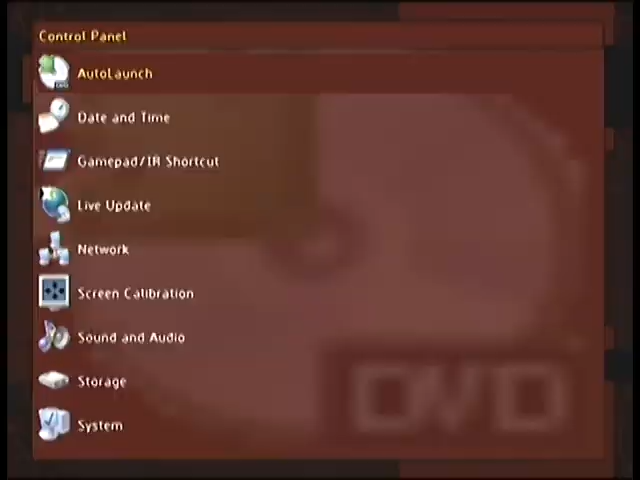 Control Panel
AutoLaunch
Date and Time
Gamepad/IR Shortcut
Live Update
Network
Screen Calibration
Sound and Audio
Storage
System
DVD